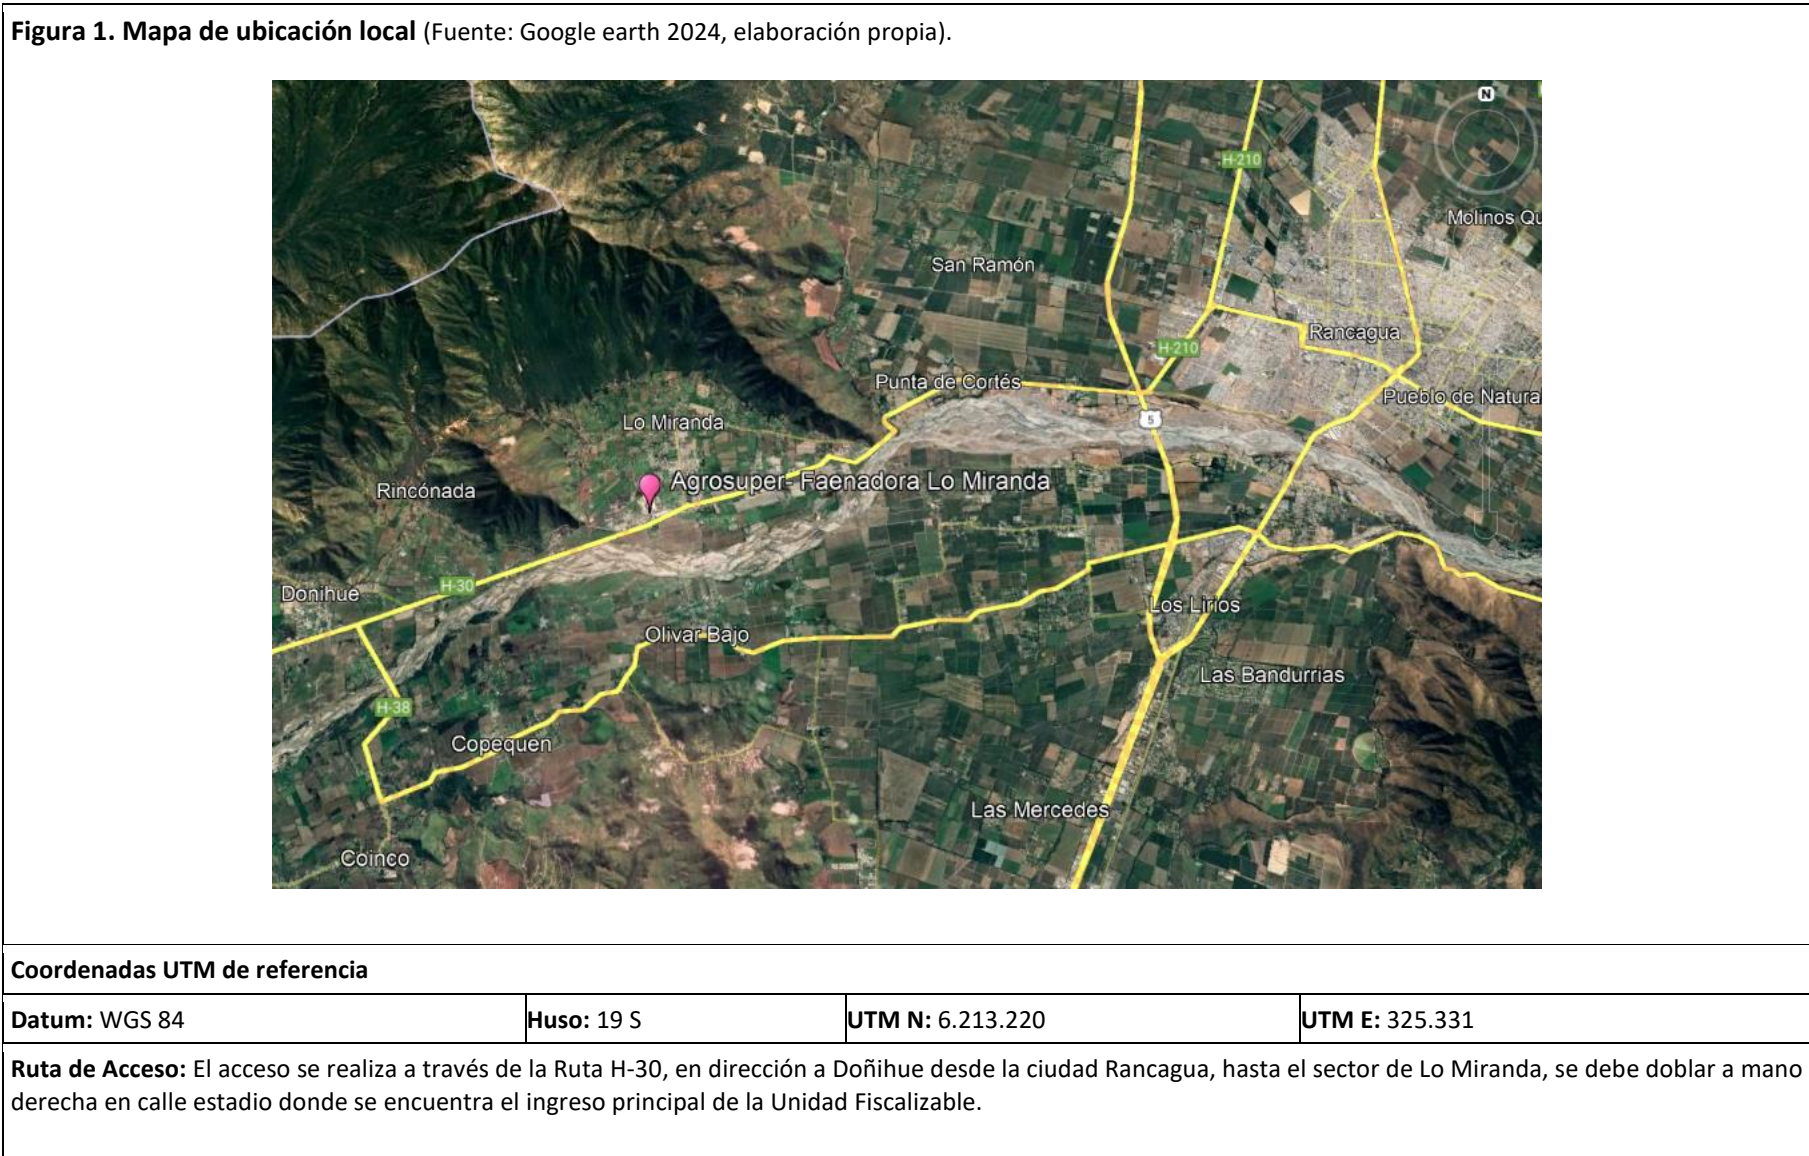 Figura 1. Mapa de ubicación local (Fuente: Google earth 2024, elaboración propia).
N
H-210
Molinos Qu
San Ramón
Rancagua
H-210
Punta de Cortés
Pueblo de Natural
5
Lo Miranda
Agrosuper- Faenadora Lo Miranda
Rincónada
H-30
Donihue
Los Lirios
Olivar Bajo
Las Bandurrias
H-38
Copequen
Las Mercedes
Coinco
Coordenadas UTM de referencia
Datum: WGS 84 Huso: 19 S UTM N: 6.213.220 UTM E: 325.331
Ruta de Acceso: El acceso se realiza a través de la Ruta H-30, en dirección a Doñihue desde la ciudad Rancagua, hasta el sector de Lo Miranda, se debe doblar a mano
derecha en calle estadio donde se encuentra el ingreso principal de la Unidad Fiscalizable.